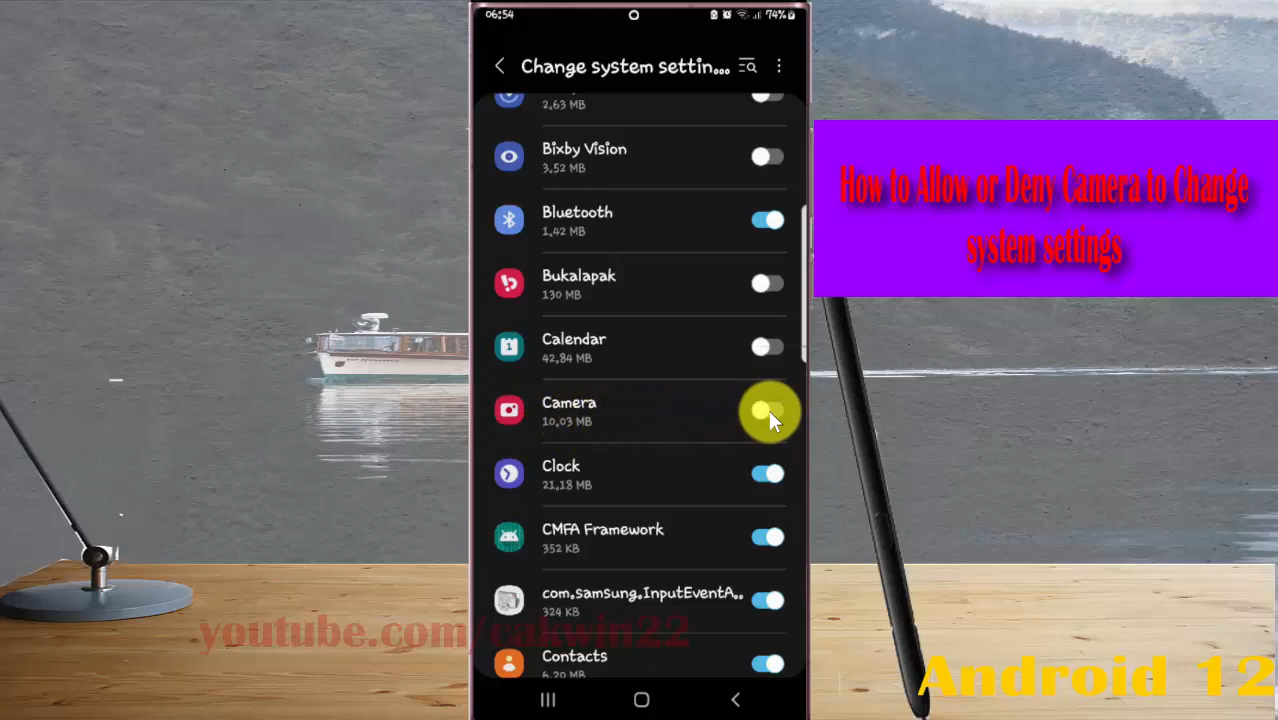 06:54
74%
Change system settin...
2,63 MB
Bixby Vision
3,52 MB
Bluetooth
1,42 MB
Bukalapak
130 MB
Calendar
42,84 MB
Camera
10,03 MB
Clock
21,18 MB
CMFA Framework
352 KB
com.samsung.InputEventA..
324 KB
Contacts
6,20 MB
How to Allow or Deny Camera to Change
system settings
youtube.com/cakwin22
Android 12